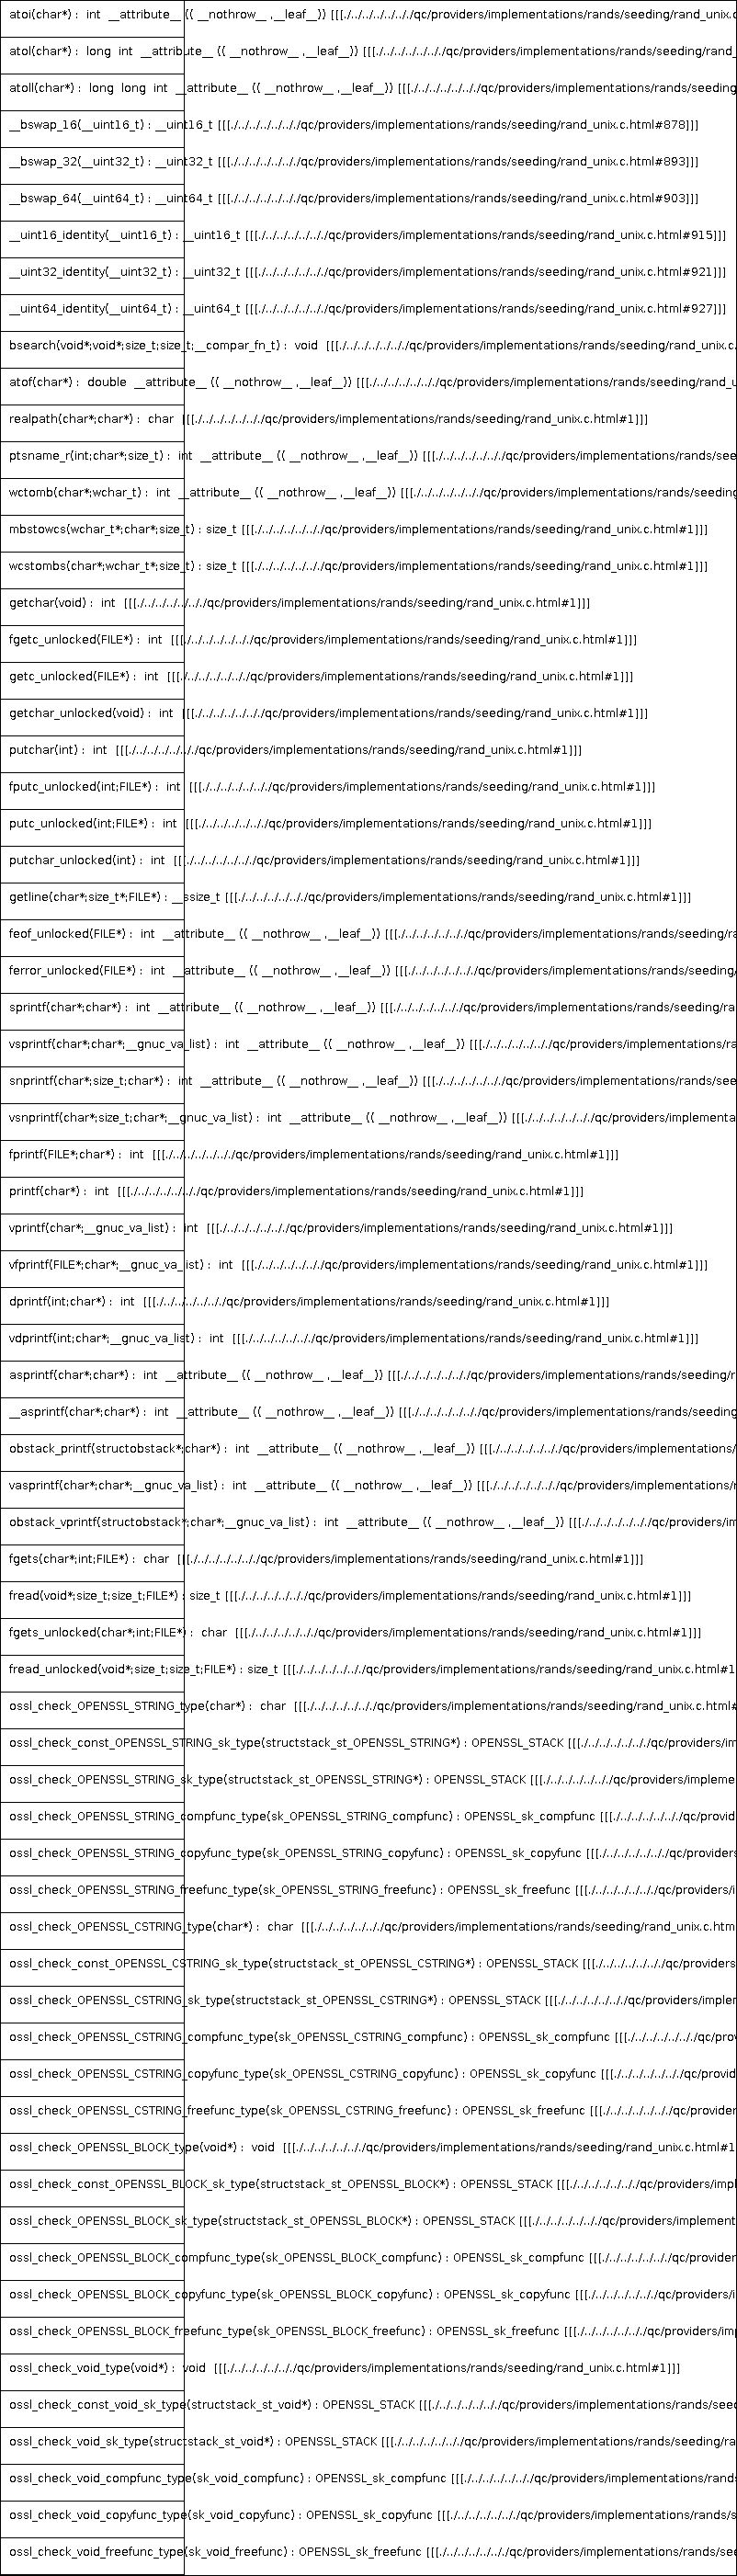 atoi(char*) : int __attribute__ (( __nothrow__ ,__leaf__)) [[[./../../../../../qc/providers/implementations/rands/seeding/rand_unix.c
atol(char*) : long int __attribute__ (( __nothrow__ ,__leaf__)) [[[./../../../../../qc/providers/implementations/rands/seeding/rand_
atoll(char*) : long long int __attribute__ (( __nothrow__ ,__leaf__)) [[[./../../../../../qc/providers/implementations/rands/seeding
__bswap_16(__uint16_t) : __uint16_t [[[./../../../../../qc/providers/implementations/rands/seeding/rand_unix.c.html#878]]]
__bswap_32(__uint32_t) : __uint32_t [[[./../../../../../qc/providers/implementations/rands/seeding/rand_unix.c.html#893]]]
__bswap_64(__uint64_t) : __uint64_t [[[./../../../../../qc/providers/implementations/rands/seeding/rand_unix.c.html#903]]]
__uint16_identity(__uint16_t) : __uint16_t [[[./../../../../../qc/providers/implementations/rands/seeding/rand_unix.c.html#915]]]
__uint32_identity(__uint32_t) : __uint32_t [[[./../../../../../qc/providers/implementations/rands/seeding/rand_unix.c.html#921]]]
__uint64_identity(__uint64_t) : __uint64_t [[[./../../../../../qc/providers/implementations/rands/seeding/rand_unix.c.html#927]]]
bsearch(void*;void*;size_t;size_t;__compar_fn_t) : void [[[./../../../../../qc/providers/implementations/rands/seeding/rand_unix.c.
atof(char*) : double __attribute__ (( __nothrow__ ,__leaf__)) [[[./../../../../../qc/providers/implementations/rands/seeding/rand_u
realpath(char*;char*) : char [[[./../../../../../qc/providers/implementations/rands/seeding/rand_unix.c.html#1]]]
ptsname_r(int;char*;size_t) : int __attribute__ (( __nothrow__ ,__leaf__)) [[[./../../../../../qc/providers/implementations/rands/see
wctomb(char*;wchar_t) : int __attribute__ (( __nothrow__ ,__leaf__)) [[[./../../../../../qc/providers/implementations/rands/seeding
mbstowcs(wchar_t*;char*;size_t) : size_t [[[./../../../../../qc/providers/implementations/rands/seeding/rand_unix.c.html#1]]]
wcstombs(char*;wchar_t*;size_t) : size_t [[[./../../../../../qc/providers/implementations/rands/seeding/rand_unix.c.html#1]]]
getchar(void) : int [[[./../../../../../qc/providers/implementations/rands/seeding/rand_unix.c.html#1]]]
fgetc_unlocked(FILE*) : int [[[./../../../../../qc/providers/implementations/rands/seeding/rand_unix.c.html#1]]]
getc_unlocked(FILE*) : int [[[./../../../../../qc/providers/implementations/rands/seeding/rand_unix.c.html#1]]]
getchar_unlocked(void) : int [[[./../../../../../qc/providers/implementations/rands/seeding/rand_unix.c.html#1]]]
putchar(int) : int [[[./../../../../../qc/providers/implementations/rands/seeding/rand_unix.c.html#1]]]
fputc_unlocked(int;FILE*) : int [[[./../../../../../qc/providers/implementations/rands/seeding/rand_unix.c.html#1]]]
putc_unlocked(int;FILE*) : int [[[./../../../../../qc/providers/implementations/rands/seeding/rand_unix.c.html#1]]]
putchar_unlocked(int) : int [[[./../../../../../qc/providers/implementations/rands/seeding/rand_unix.c.html#1]]]
getline(char*;size_t*;FILE*) : __ssize_t [[[./../../../../../qc/providers/implementations/rands/seeding/rand_unix.c.html#1]]]
feof_unlocked(FILE*) : int __attribute__ (( __nothrow__ ,__leaf__)) [[[./../../../../../qc/providers/implementations/rands/seeding/ra
ferror_unlocked(FILE*) : int __attribute__ (( __nothrow__ ,__leaf__)) [[[./../../../../../qc/providers/implementations/rands/seeding/
sprintf(char*;char*) : int __attribute__ (( __nothrow__ ,__leaf__)) [[[./../../../../../qc/providers/implementations/rands/seeding/ra
vsprintf(char*;char*;__gnuc_va_list) : int __attribute__ (( __nothrow__ ,__leaf__)) [[[./../../../../../qc/providers/implementations/ra
snprintf(char*;size_t;char*) : int __attribute__ (( __nothrow__ ,__leaf__)) [[[./../../../../../qc/providers/implementations/rands/see
vsnprintf(char*;size_t;char*;__gnuc_va_list) : int __attribute__ (( __nothrow__ ,__leaf__)) [[[./../../../../../qc/providers/implementa
fprintf(FILE*;char*) : int [[[./../../../../../qc/providers/implementations/rands/seeding/rand_unix.c.html#1]]]
printf(char*) : int [[[./../../../../../qc/providers/implementations/rands/seeding/rand_unix.c.html#1]]]
vprintf(char*;__gnuc_va_list) : int [[[./../../../../../qc/providers/implementations/rands/seeding/rand_unix.c.html#1]]]
vfprintf(FILE*;char*;__gnuc_va_list) : int [[[./../../../../../qc/providers/implementations/rands/seeding/rand_unix.c.html#1]]]
dprintf(int;char*) : int [[[./../../../../../qc/providers/implementations/rands/seeding/rand_unix.c.html#1]]]
vdprintf(int;char*;__gnuc_va_list) : int [[[./../../../../../qc/providers/implementations/rands/seeding/rand_unix.c.html#1]]]
asprintf(char*;char*) : int __attribute__ (( __nothrow__ ,__leaf__)) [[[./../../../../../qc/providers/implementations/rands/seeding/r
__asprintf(char*;char*) : int __attribute__ (( __nothrow__ ,__leaf__)) [[[./../../../../../qc/providers/implementations/rands/seeding
obstack_printf(structobstack*;char*) : int __attribute__ (( __nothrow__ ,__leaf__)) [[[./../../../../../qc/providers/implementations/
vasprintf(char*;char*;__gnuc_va_list) : int __attribute__ (( __nothrow__ ,__leaf__)) [[[./../../../../../qc/providers/implementations/r
obstack_vprintf(structobstack*;char*;__gnuc_va_list) : int __attribute__ (( __nothrow__ ,__leaf__)) [[[./../../../../../qc/providers/im
fgets(char*;int;FILE*) : char [[[./../../../../../qc/providers/implementations/rands/seeding/rand_unix.c.html#1]]]
fread(void*;size_t;size_t;FILE*) : size_t [[[./../../../../../qc/providers/implementations/rands/seeding/rand_unix.c.html#1]]]
fgets_unlocked(char*;int;FILE*) : char [[[./../../../../../qc/providers/implementations/rands/seeding/rand_unix.c.html#1]]]
fread_unlocked(void*;size_t;size_t;FILE*) : size_t [[[./../../../../../qc/providers/implementations/rands/seeding/rand_unix.c.html#1
ossl_check_OPENSSL_STRING_type(char*) : char [[[./../../../../../qc/providers/implementations/rands/seeding/rand_unix.c.html#
ossl_check_const_OPENSSL_STRING_sk_type(structstack_st_OPENSSL_STRING*) : OPENSSL_STACK [[[./../../../../../qc/providers/im
ossl_check_OPENSSL_STRING_sk_type(structstack_st_OPENSSL_STRING*) : OPENSSL_STACK [[[./../../../../../qc/providers/impleme
ossl_check_OPENSSL_STRING_compfunc_type(sk_OPENSSL_STRING_compfunc) : OPENSSL_sk_compfunc [[[./../../../../../qc/provid
ossl_check_OPENSSL_STRING_copyfunc_type(sk_OPENSSL_STRING_copyfunc) : OPENSSL_sk_copyfunc [[[./../../../../../qc/providers
ossl_check_OPENSSL_STRING_freefunc_type(sk_OPENSSL_STRING_freefunc) : OPENSSL_sk_freefunc [[[./../../../../../qc/providers/i
ossl_check_OPENSSL_CSTRING_type(char*) : char [[[./../../../../../qc/providers/implementations/rands/seeding/rand_unix.c.htm
ossl_check_const_OPENSSL_CSTRING_sk_type(structstack_st_OPENSSL_CSTRING*) : OPENSSL_STACK [[[./../../../../../qc/providers
ossl_check_OPENSSL_CSTRING_sk_type(structstack_st_OPENSSL_CSTRING*) : OPENSSL_STACK [[[./../../../../../qc/providers/implem
ossl_check_OPENSSL_CSTRING_compfunc_type(sk_OPENSSL_CSTRING_compfunc) : OPENSSL_sk_compfunc [[[./../../../../../qc/prov
ossl_check_OPENSSL_CSTRING_copyfunc_type(sk_OPENSSL_CSTRING_copyfunc) : OPENSSL_sk_copyfunc [[[./../../../../../qc/provid
ossl_check_OPENSSL_CSTRING_freefunc_type(sk_OPENSSL_CSTRING_freefunc) : OPENSSL_sk_freefunc [[[./../../../../../qc/provider
ossl_check_OPENSSL_BLOCK_type(void*) : void [[[./../../../../../qc/providers/implementations/rands/seeding/rand_unix.c.html#1
ossl_check_const_OPENSSL_BLOCK_sk_type(structstack_st_OPENSSL_BLOCK*) : OPENSSL_STACK [[[./../../../../../qc/providers/impl
ossl_check_OPENSSL_BLOCK_sk_type(structstack_st_OPENSSL_BLOCK*) : OPENSSL_STACK [[[./../../../../../qc/providers/implement
ossl_check_OPENSSL_BLOCK_compfunc_type(sk_OPENSSL_BLOCK_compfunc) : OPENSSL_sk_compfunc [[[./../../../../../qc/provider
ossl_check_OPENSSL_BLOCK_copyfunc_type(sk_OPENSSL_BLOCK_copyfunc) : OPENSSL_sk_copyfunc [[[./../../../../../qc/providers/i
ossl_check_OPENSSL_BLOCK_freefunc_type(sk_OPENSSL_BLOCK_freefunc) : OPENSSL_sk_freefunc [[[./../../../../../qc/providers/imp
ossl_check_void_type(void*) : void [[[./../../../../../qc/providers/implementations/rands/seeding/rand_unix.c.html#1]]]
ossl_check_const_void_sk_type(structstack_st_void*) : OPENSSL_STACK [[[./../../../../../qc/providers/implementations/rands/seed
ossl_check_void_sk_type(structstack_st_void*) : OPENSSL_STACK [[[./../../../../../qc/providers/implementations/rands/seeding/ra
ossl_check_void_compfunc_type(sk_void_compfunc) : OPENSSL_sk_compfunc [[[./../../../../../qc/providers/implementations/rands
ossl_check_void_copyfunc_type(sk_void_copyfunc) : OPENSSL_sk_copyfunc [[[./../../../../../qc/providers/implementations/rands/s
ossl_check_void_freefunc_type(sk_void_freefunc) : OPENSSL_sk_freefunc [[[./../../../../../qc/providers/implementations/rands/see